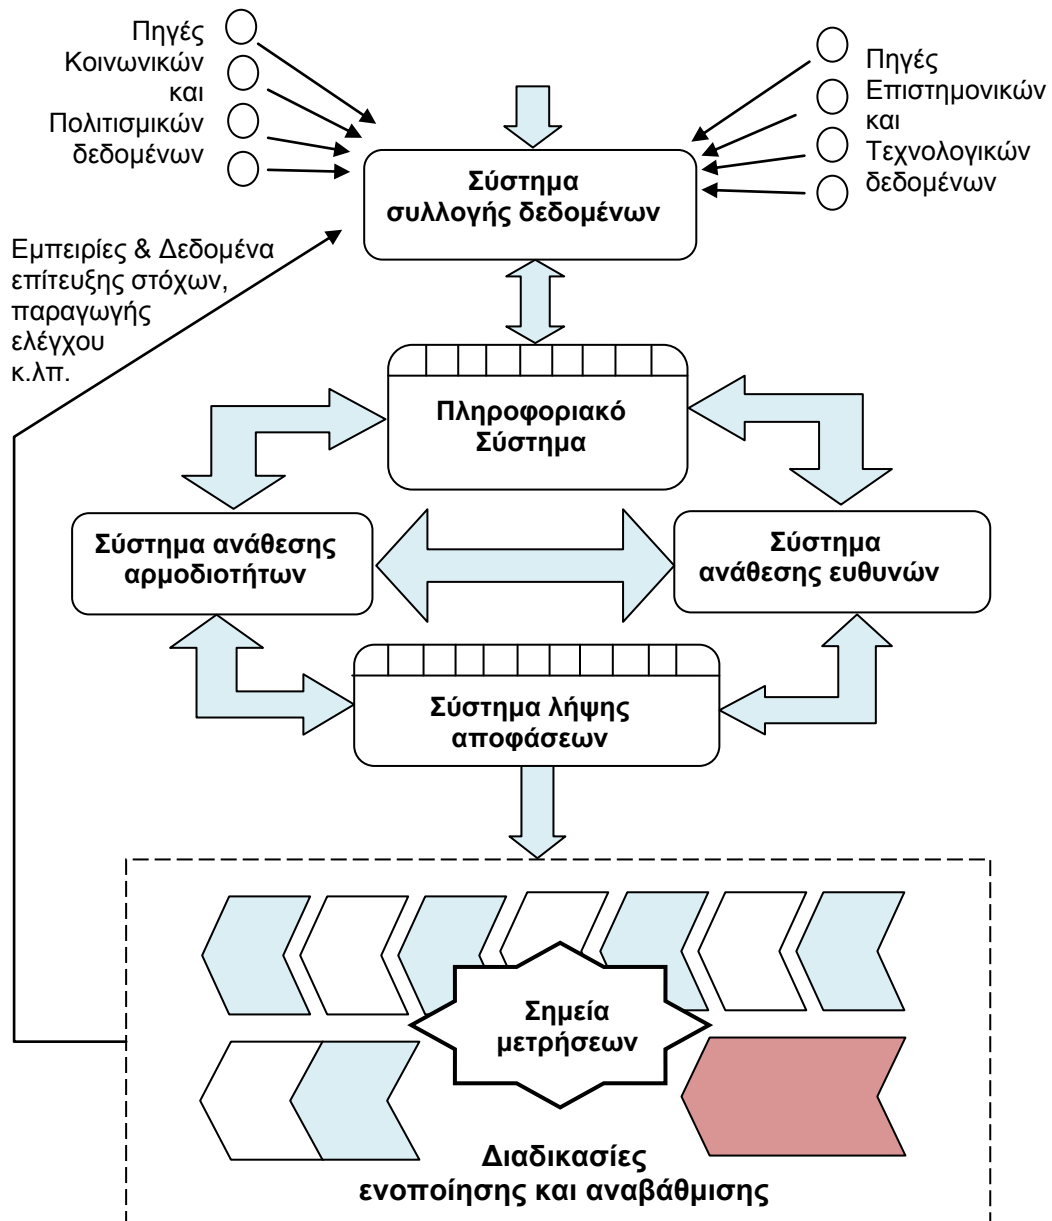 Πηγές
Κοινωνικών
και
Πολιτισμικών
δεδομένων
Πηγές
Επιστημονικών
και
Τεχνολογικών
δεδομένων
Σύστημα
συλλογής δεδομένων
Εμπειρίες & Δεδομένα
επίτευξης στόχων,
παραγωγής
ελέγχου
κ.λπ.
Πληροφοριακό
Σύστημα
Σύστημα ανάθεσης
αρμοδιοτήτων
Σύστημα
ανάθεσης ευθυνών
Σύστημα λήψης
αποφάσεων
Σημεία
μετρήσεων
Διαδικασίες
ενοποίησης και αναβάθμισης